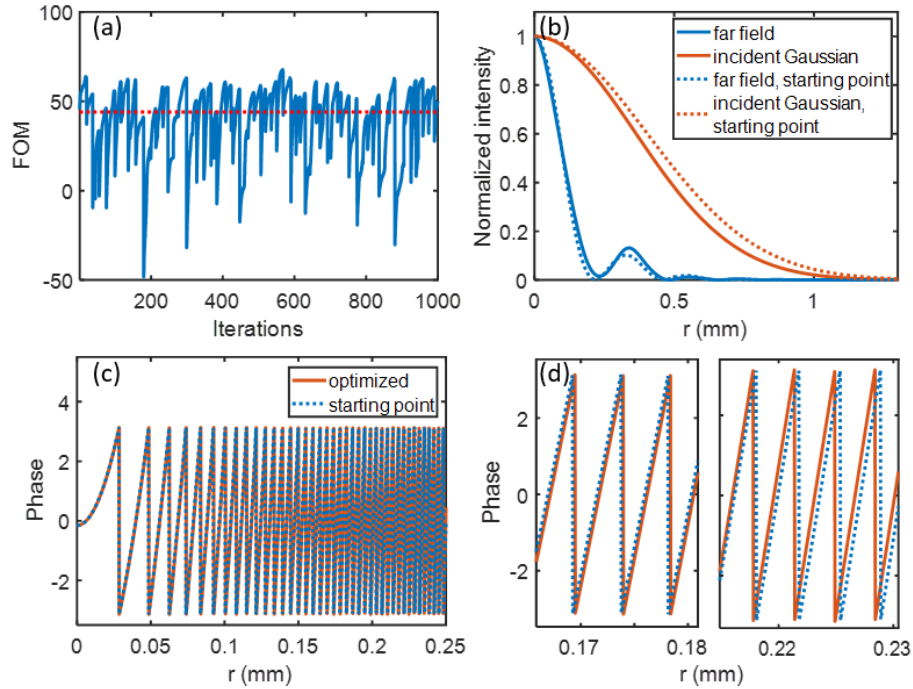 (a)
100
50
0
-50
FOM
200
400
600
800
1000
Iterations
(b)
far field
incident Gaussian
far field, starting point
incident Gaussian,
starting point
1
0.8
0.6
0.4
0.2
0
Normalized intensity
0
0.5
1
r (mm)
(c)
optimized
starting point
4
2
0
-2
Phase
0
0.05
0.1
0.15
0.2
0.25
r (mm)
(d)
2
0
-2
Phase
0.17
0.18
0.22
0.23
r (mm)